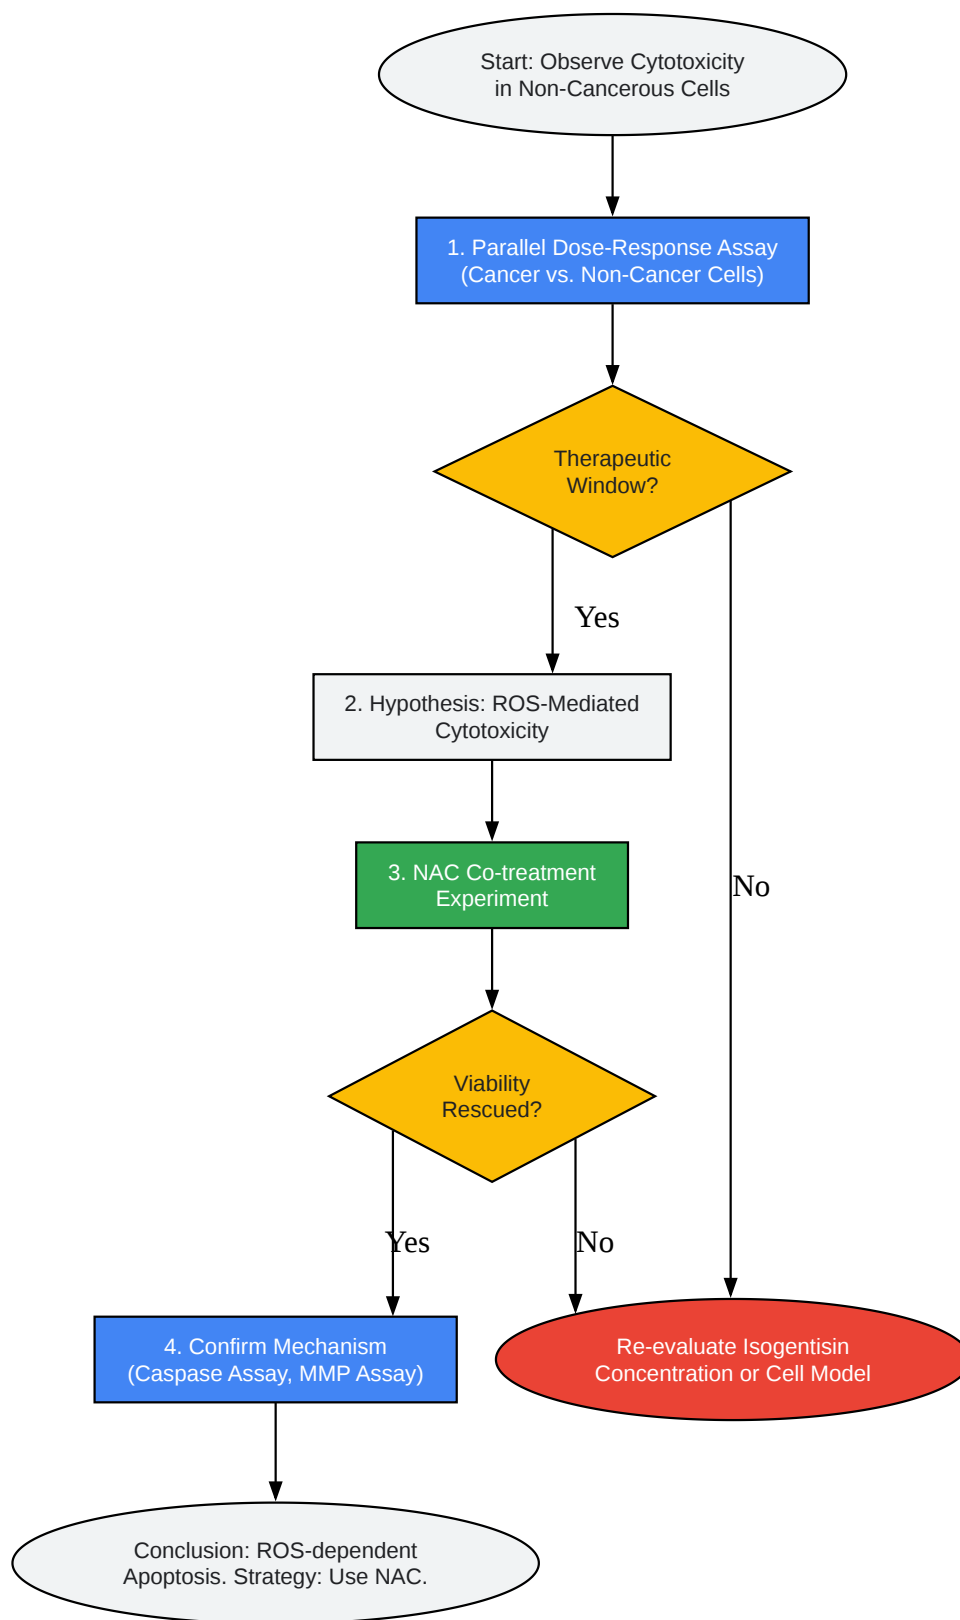 Start: Observe Cytotoxicity
in Non-Cancerous Cells
1. Parallel Dose-Response Assay
(Cancer vs. Non-Cancer Cells)
Therapeutic
Window?
Yes
2. Hypothesis: ROS-Mediated
Cytotoxicity
3. NAC Co-treatment
Experiment
No
Viability
Rescued?
Yes
No
4. Confirm Mechanism
(Caspase Assay, MMP Assay)
Re-evaluate Isogentisin
Concentration or Cell Model
Conclusion: ROS-dependent
Apoptosis. Strategy: Use NAC.